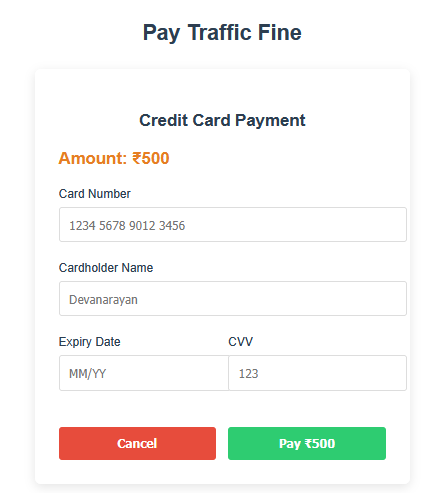 Pay Traffic Fine
Credit Card Payment
Amount: ₹500
Card Number
1234 5678 9012 3456
Cardholder Name
Devanarayan
Expiry Date CVV
MM/YY 123
Cancel Pay ₹500